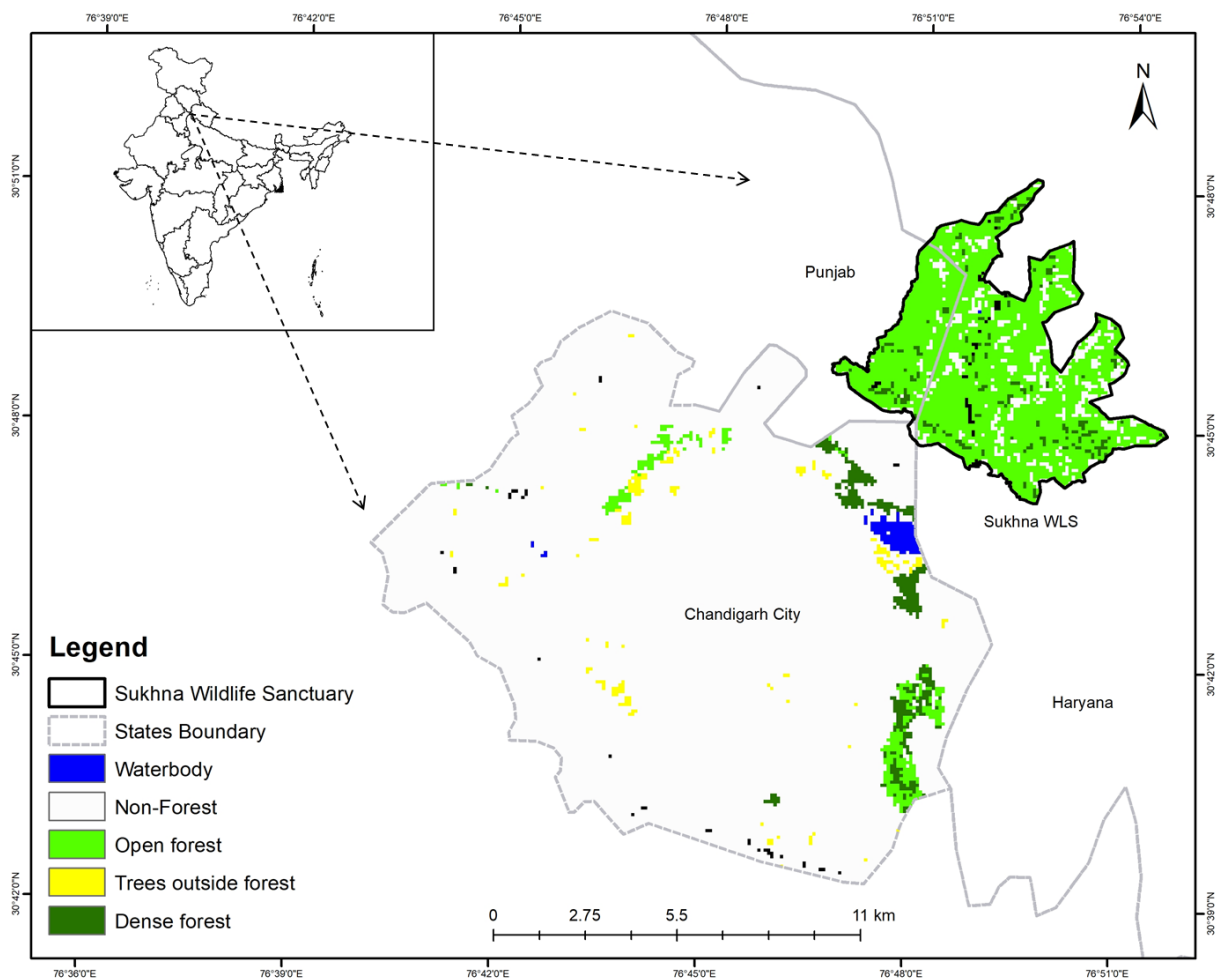 76°39'0"E 76°42'0"E 76°45'0"E 76°48'0"E 76°51'0"E 76°54'0"E
N
30°51'0"N
30°48'0"N
Punjab
30°48'0"N
30°45'0"N
Sukhna WLS
Chandigarh City
30°45'0"N
30°42'0"N
Haryana
Legend
Sukhna Wildlife Sanctuary
States Boundary
Waterbody
Non-Forest
Open forest
Trees outside forest
Dense forest
30°42'0"N
30°39'0"N
0 2.75 5.5 11 km
76°36'0"E 76°39'0"E 76°42'0"E 76°45'0"E 76°48'0"E 76°51'0"E